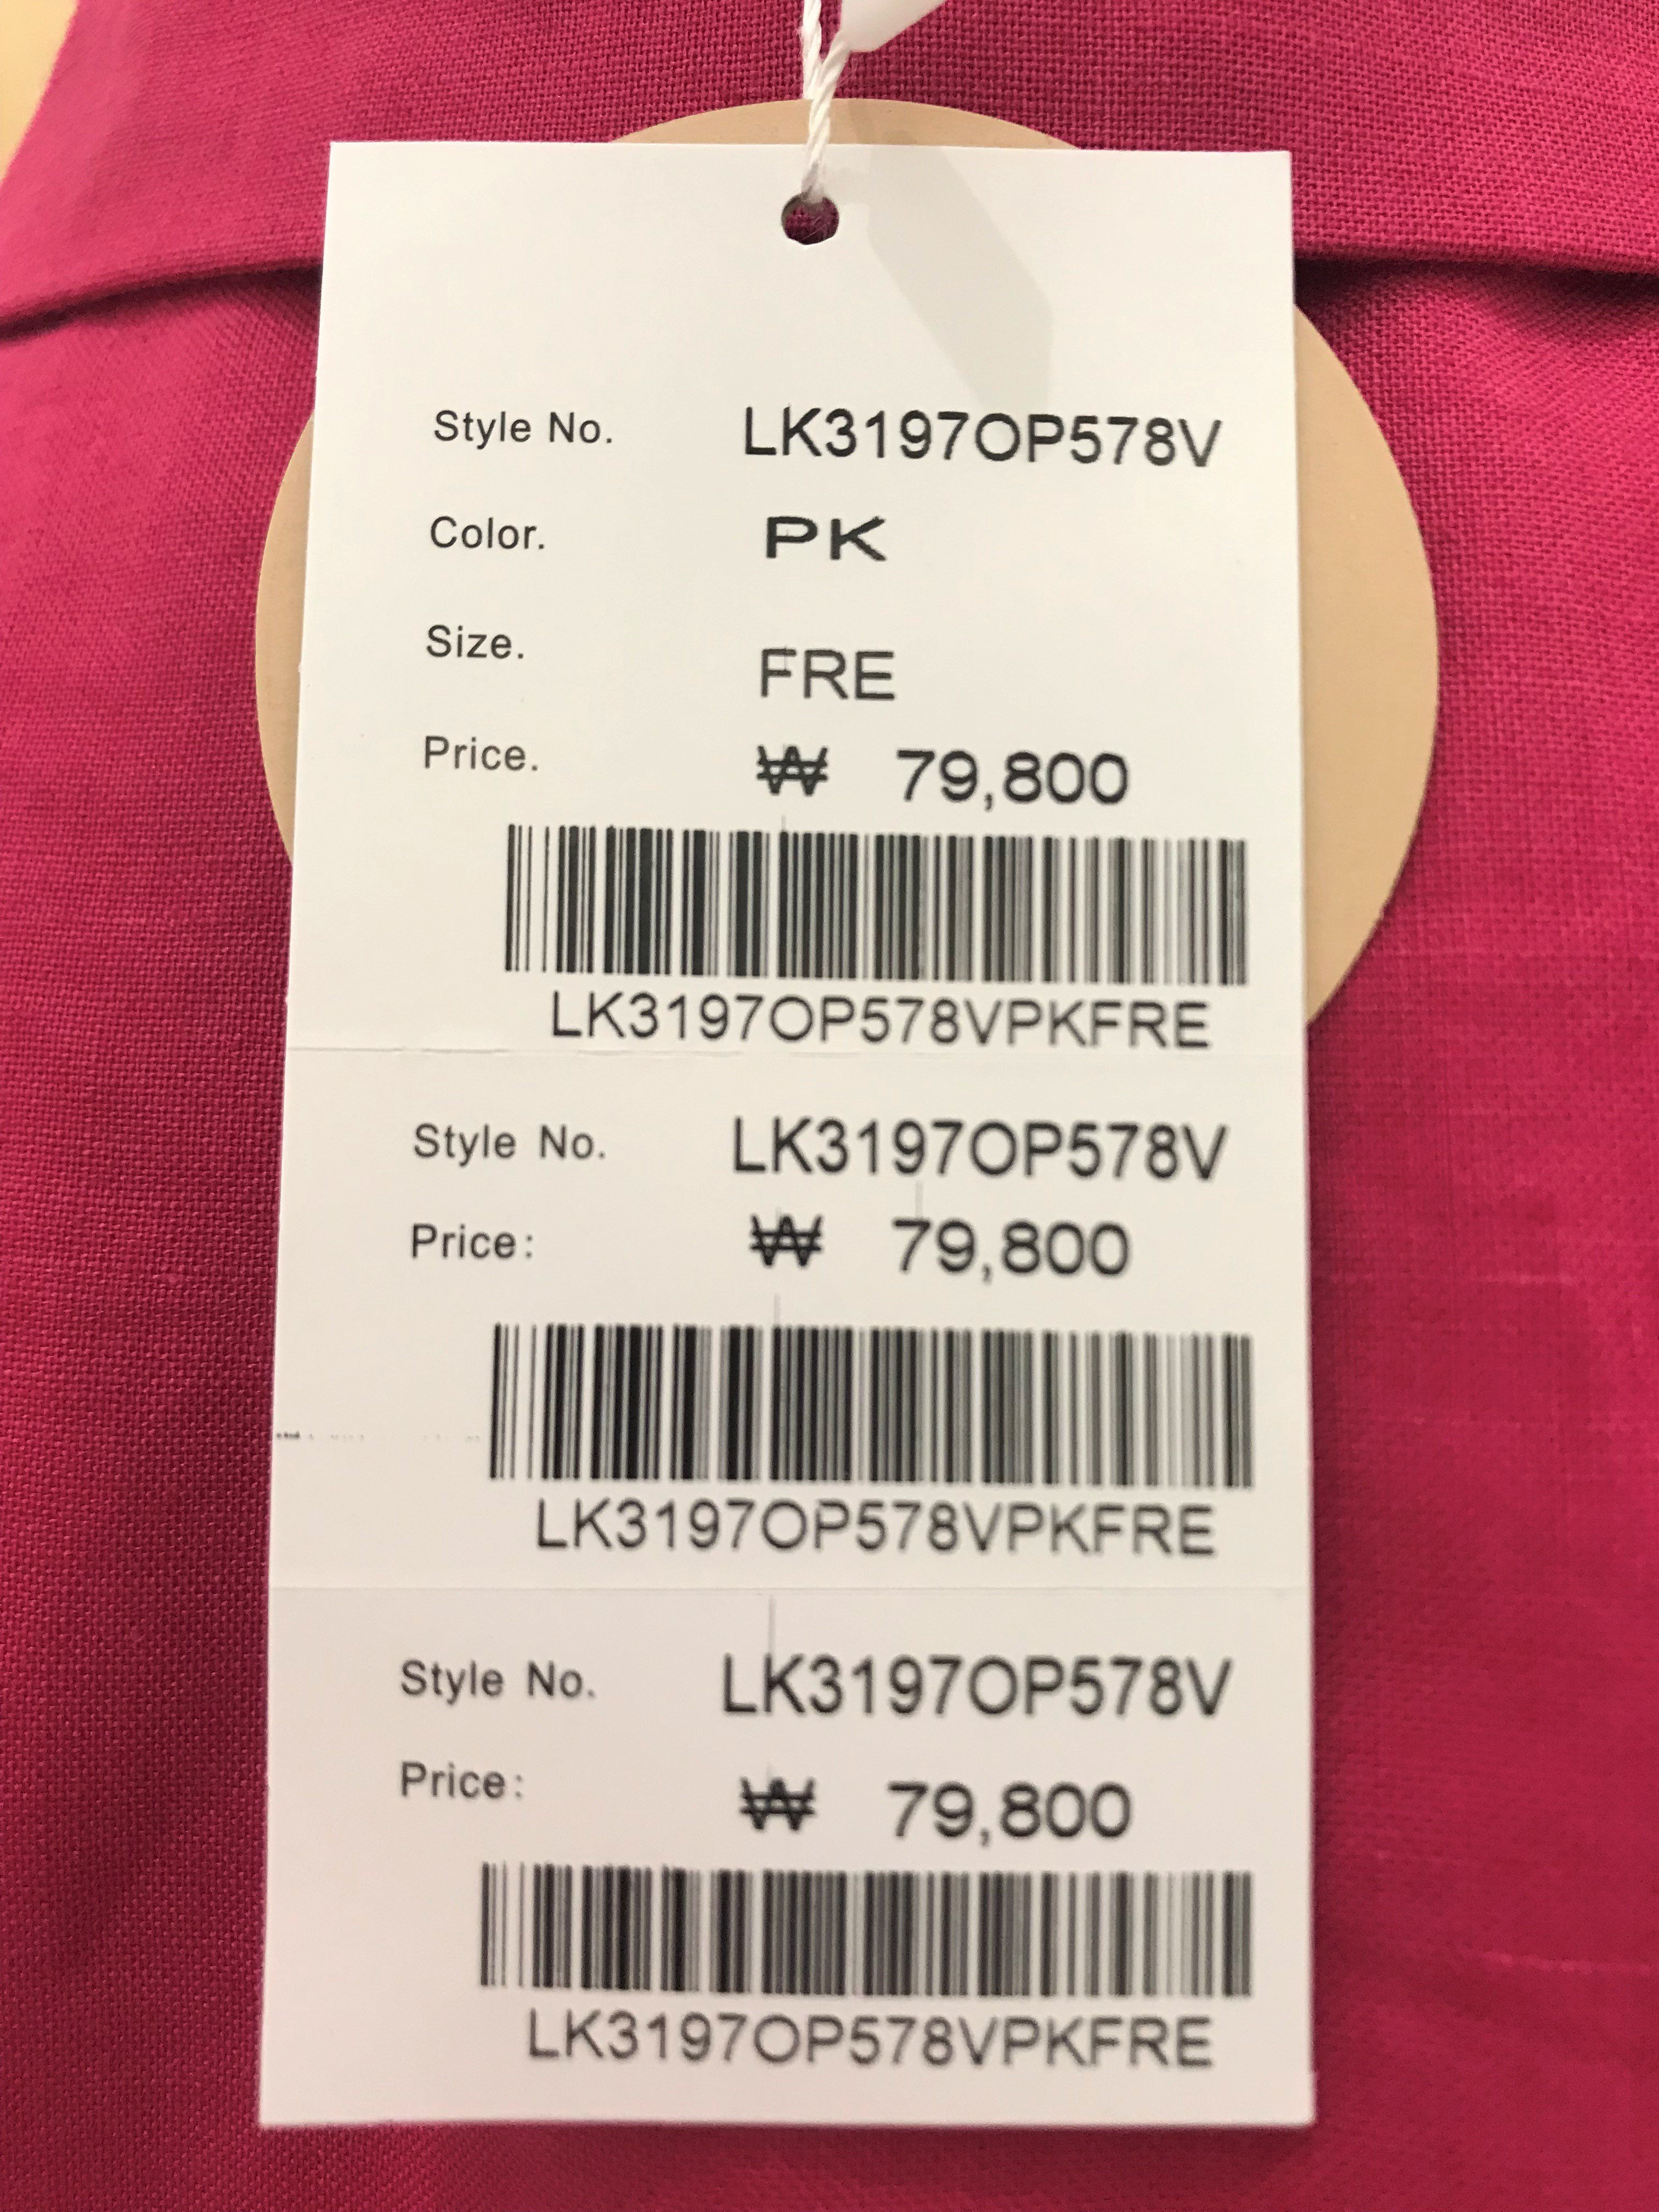 Style No. LK3197OP578V
Color. PK
Size. FRE
Price. ₩ 79,800
LK3197OP578VPKFRE
Style No. LK3197OP578V
Price: ₩ 79,800
LK3197OP578VPKFRE
Style No. LK3197OP578V
Price: ₩ 79,800
LK3197OP578VPKFRE